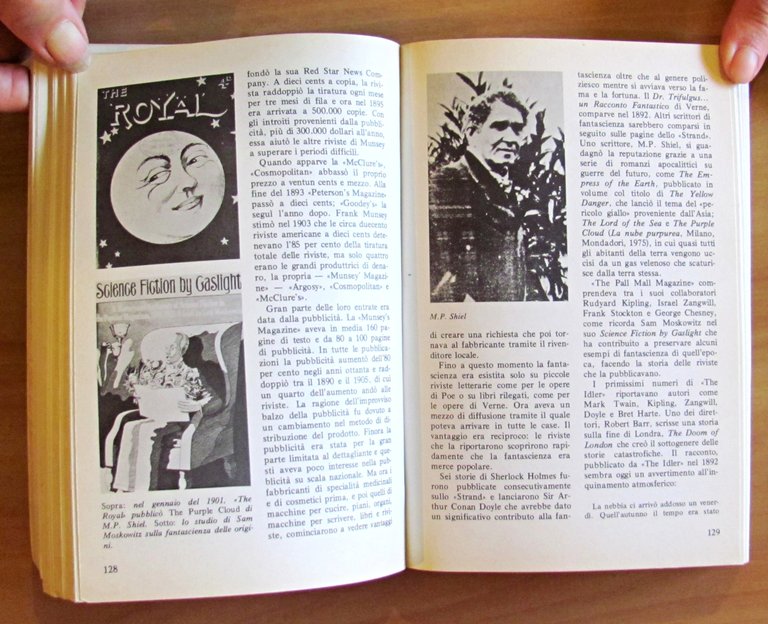 THE
ROYAL
4D
Science Fiction by Gaslight
Sopra: nel gennaio del 1901, «The
Royal» pubblicò The Purple Cloud di
M.P. Shiel. Sotto: lo studio di Sam
Moskowitz sulla fantascienza delle origi-
ni.
128
fondò la sua Red Star News Com-
pany. A dieci cents a copia, la rivi-
sta raddoppiò la tiratura ogni mese
per tre mesi di fila e ora nel 1895
era arrivata a 500.000 copie. Con
gli introiti provenienti dalla pubbli-
cità, più di 300.000 dollari all'anno,
essa aiutò le altre riviste di Munsey
a superare i periodi difficili.
Quando apparve la «McClure's»,
«Cosmopolitan» abbassò il proprio
prezzo a ventun cents e mezzo. Alla
fine del 1893 «Peterson's Magazine»
passò a dieci cents; «Goodey's» la
seguì l'anno dopo. Frank Munsey
stimò nel 1903 che le circa duecento
riviste americane a dieci cents dete-
nevano l'85 per cento della tiratura
totale delle riviste, ma solo quattro
erano le grandi produttrici di dena-
ro, la propria — «Munsey' Magazi-
ne» — «Argosy», «Cosmopolitan» e
«McClure's».
Gran parte delle loro entrate era
data dalla pubblicità. La «Munsey's
Magazine» aveva in media 160 pa-
gine di testo e da 80 a 100 pagine
di pubblicità. In tutte le pubblica-
zioni la pubblicità aumentò dell'80
per cento negli anni ottanta e rad-
doppiò tra il 1890 e il 1905, di cui
un quarto dell'aumento andò alle
riviste. La ragione dell'improvviso
balzo della pubblicità fu dovuto a
un cambiamento nel metodo di di-
stribuzione del prodotto. Finora la
pubblicità era stata per la gran
parte limitata al dettagliante e que-
sti aveva poco interesse nella pub-
blicità su scala nazionale. Ma ora i
fabbricanti di specialità medicinali
e di cosmetici prima, e poi quelli di
macchine per cucire, piani, organi,
macchine per scrivere, libri e rivi-
ste, cominciarono a vedere vantaggi
M.P. Shiel
di creare una richiesta che poi tor-
nava al fabbricante tramite il riven-
ditore locale.
Fino a questo momento la fanta-
scienza era esistita solo su piccole
riviste letterarie come per le opere
di Poe o su libri rilegati, come per
le opere di Verne. Ora aveva un
mezzo di diffusione tramite il quale
poteva arrivare in tutte le case. Il
vantaggio era reciproco: le riviste
che la riportarono scoprirono rapi-
damente che la fantascienza era
merce popolare.
Sei storie di Sherlock Holmes
furono pubblicate consecutivamente
sullo «Strand» e lanciarono Sir Ar-
thur Conan Doyle che avrebbe dato
un significativo contributo alla fan-
tascienza oltre che al genere poli-
ziesco mentre si avviava verso la fa-
ma e la fortuna. Il Dr. Trifulgus...
un Racconto Fantastico di Verne,
comparve nel 1892. Altri scrittori di
fantascienza sarebbero comparsi in
seguito sulle pagine dello «Strand».
Uno scrittore, M.P. Shiel, si gua-
dagnò la reputazione grazie a una
serie di romanzi apocalittici su
guerre del futuro, come The Em-
press of the Earth, pubblicato in
volume col titolo di The Yellow
Danger, che lanciò il tema del «pe-
ricolo giallo» proveniente dall'Asia;
The Lord of the Sea e The Purple
Cloud (La nube purpurea, Milano,
Mondadori, 1975), in cui quasi tutti
gli abitanti della terra vengono uc-
cisi da un gas velenoso che scaturi-
sce dalla terra stessa.
«The Pall Mall Magazine» com-
prendeva tra i suoi collaboratori
Rudyard Kipling, Israel Zangwill,
Frank Stockton e George Chesney,
come ricorda Sam Moskowitz nel
suo Science Fiction by Gaslight che
ha contribuito a preservare alcuni
esempi di fantascienza di quell'epo-
ca, facendo la storia delle riviste
che la pubblicavano.
I primissimi numeri di «The
Idler» riportavano autori come
Mark Twain, Kipling, Zangwill,
Doyle e Bret Harte. Uno dei diret-
tori, Robert Barr, scrisse una storia
sulla fine di Londra, The Doom of
London che creò il sottogenere delle
storie catastrofiche. Il racconto,
pubblicato da «The Idler» nel 1892
sembra oggi un avvertimento all'in-
quinamento atmosferico:
La nebbia ci arrivò addosso un vener-
dì. Quell'autunno il tempo era stato
129